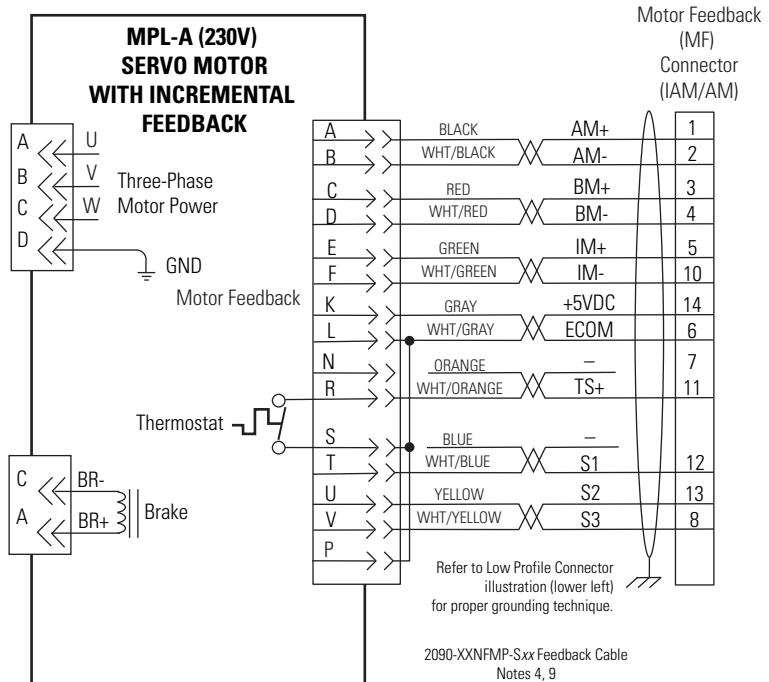 MPL-A (230V)
SERVO MOTOR
WITH INCREMENTAL
FEEDBACK
Motor Feedback
(MF)
Connector
(IAM/AM)
A U
B V
C W
D
Three-Phase
Motor Power
GND
Motor Feedback
A BLACK AM+ 1
B WHT/BLACK AM- 2
C RED BM+ 3
D WHT/RED BM- 4
E GREEN IM+ 5
F WHT/GREEN IM- 10
K GRAY +5VDC 14
L WHT/GRAY ECOM 6
N ORANGE – 7
R WHT/ORANGE TS+ 11
Thermostat
S BLUE –
T WHT/BLUE S1 12
U YELLOW S2 13
V WHT/YELLOW S3 8
P
C BR-
A BR+
Brake
Refer to Low Profile Connector
illustration (lower left)
for proper grounding technique.
2090-XXNFMP-Sxx Feedback Cable
Notes 4, 9